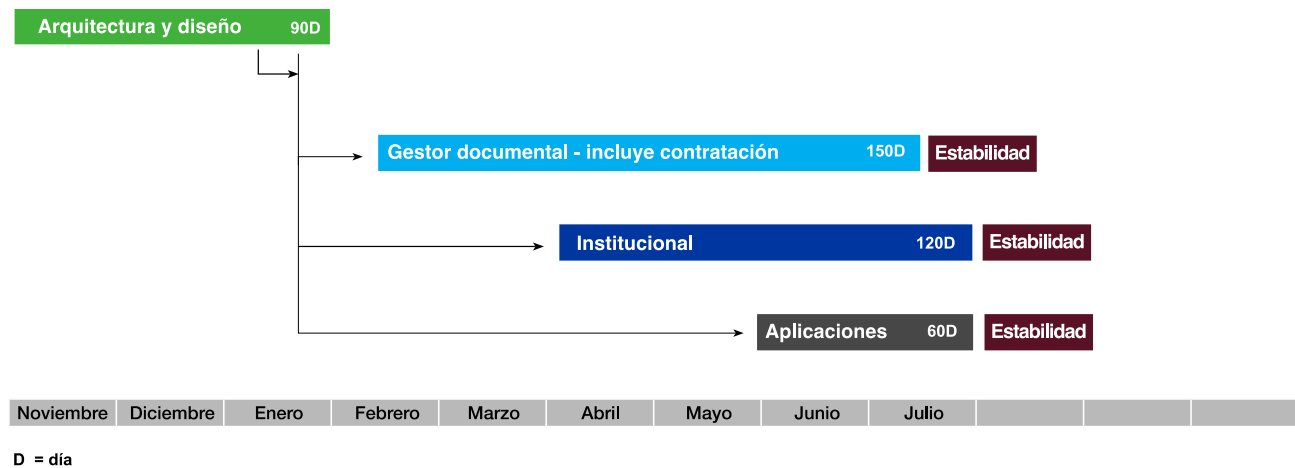 Arquitectura y diseño 90D
Gestor documental - incluye contratación 150D Estabilidad
Institucional 120D Estabilidad
Aplicaciones 60D Estabilidad
Noviembre Diciembre Enero Febrero Marzo Abril Mayo Junio Julio
D = día